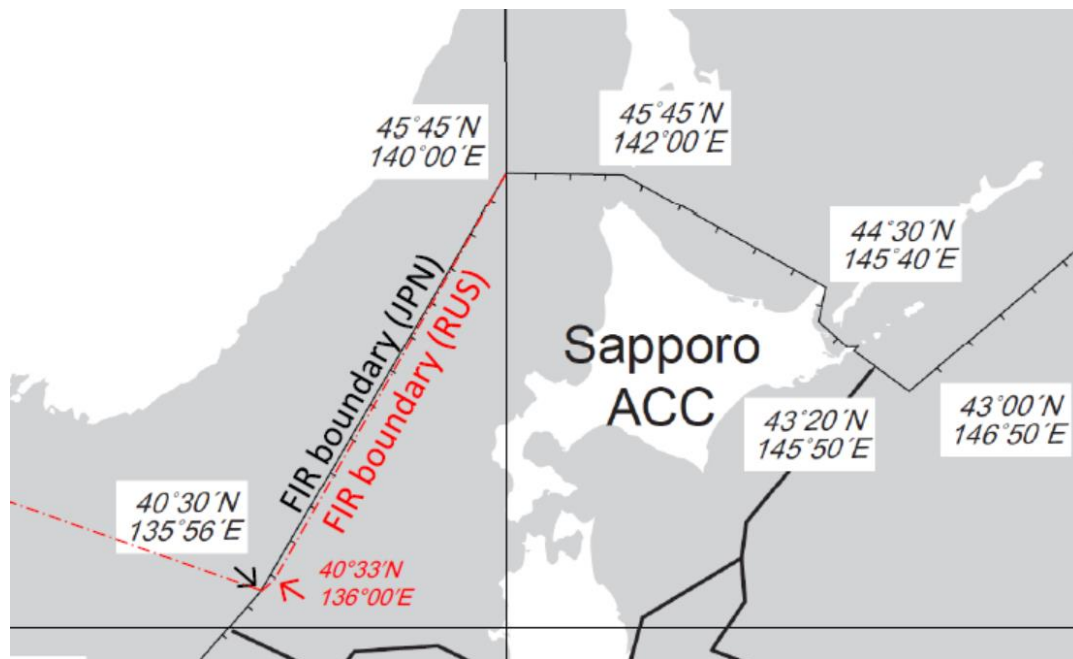 45°45′N
140°00′E
45°45′N
142°00′E
44°30′N
145°40′E
FIR boundary (JPN)
FIR boundary (RUS)
Sapporo
ACC
43°20′N
145°50′E
43°00′N
146°50′E
40°30′N
135°56′E
40°33′N
136°00′E